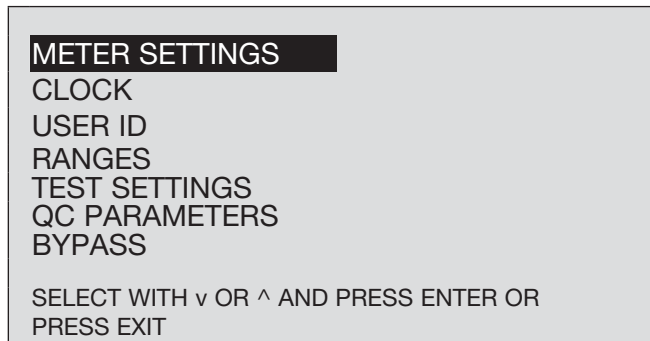 METER SETTINGS
CLOCK
USER ID
RANGES
TEST SETTINGS
QC PARAMETERS
BYPASS
SELECT WITH v OR ^ AND PRESS ENTER OR
PRESS EXIT